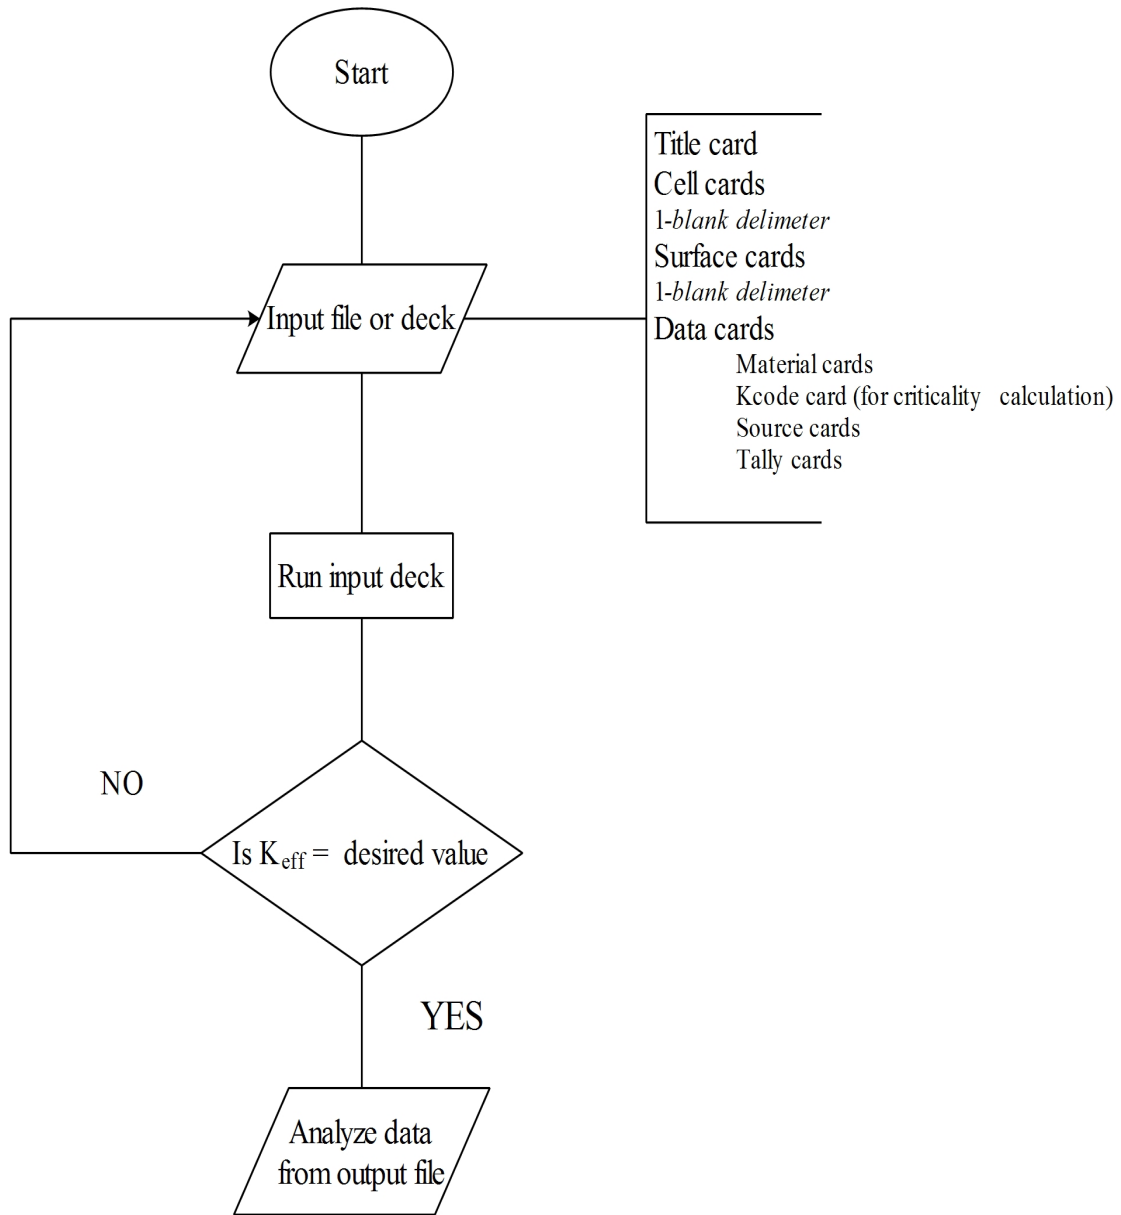 Start
Title card
Cell cards
1-blank delimeter
Surface cards
1-blank delimeter
Data cards
Material cards
Kcode card (for criticality calculation)
Source cards
Tally cards
Input file or deck
Run input deck
NO
Is Keff = desired value
YES
Analyze data
from output file